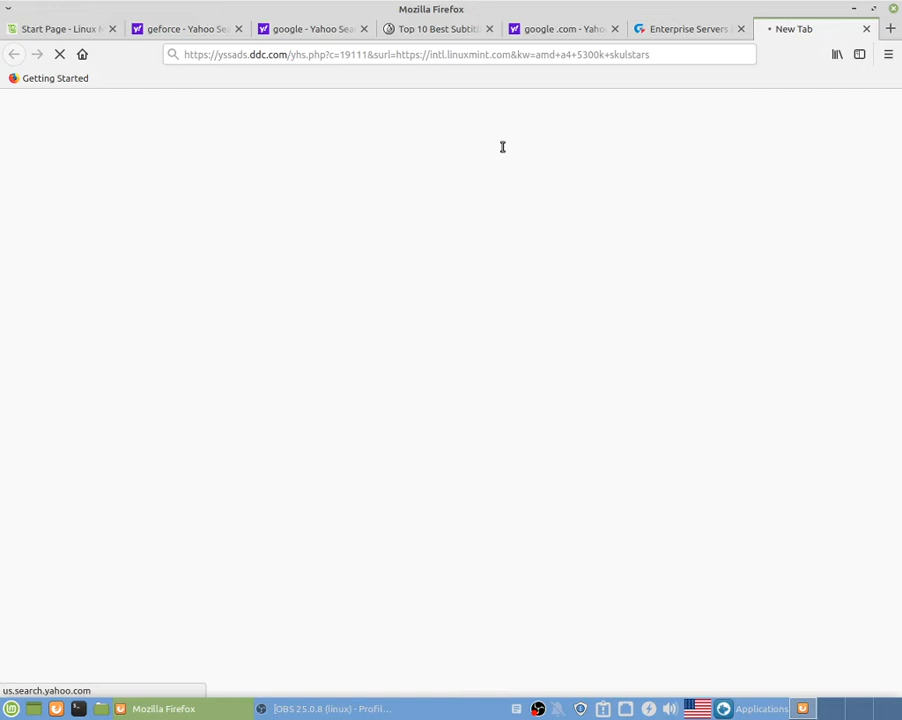 Mozilla Firefox
Start Page - Linux M
geforce - Yahoo Sea
google - Yahoo Sear
Top 10 Best Subtitl
google .com - Yaho
Enterprise Servers
New Tab
https://yssads.ddc.com/yhs.php?c=19111&surl=https://intl.linuxmint.com&kw=amd+a4+5300k+skulstars
Getting Started
us.search.yahoo.com
Mozilla Firefox
[OBS 25.0.8 (linux) - Profil...
Applications